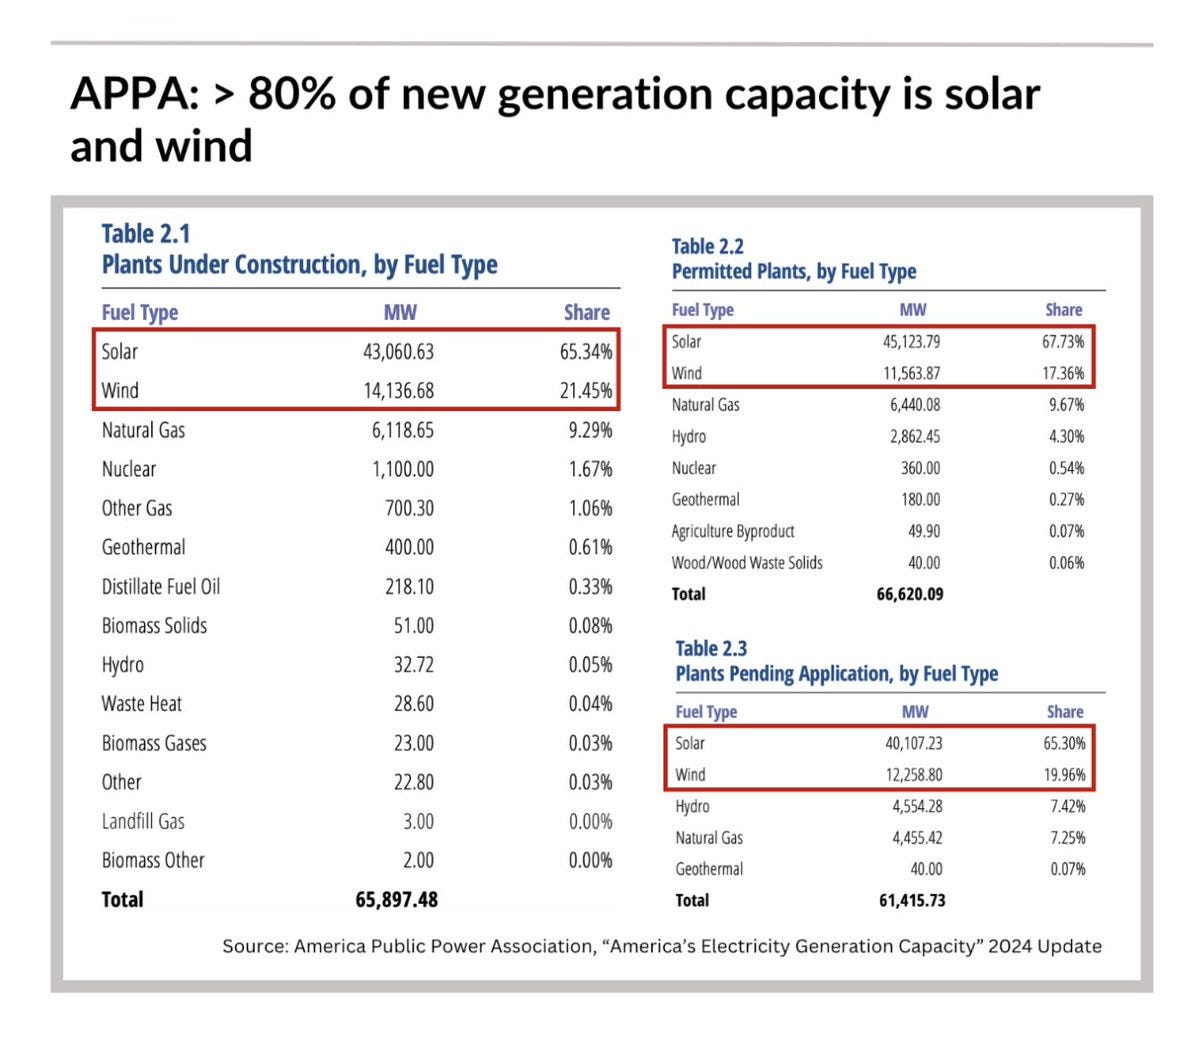 APPA: > 80% of new generation capacity is solar
and wind
Table 2.1
Plants Under Construction, by Fuel Type
Fuel Type MW Share
Solar 43,060.63 65.34%
Wind 14,136.68 21.45%
Natural Gas 6,118.65 9.29%
Nuclear 1,100.00 1.67%
Other Gas 700.30 1.06%
Geothermal 400.00 0.61%
Distillate Fuel Oil 218.10 0.33%
Biomass Solids 51.00 0.08%
Hydro 32.72 0.05%
Waste Heat 28.60 0.04%
Biomass Gases 23.00 0.03%
Other 22.80 0.03%
Landfill Gas 3.00 0.00%
Biomass Other 2.00 0.00%
Total 65,897.48
Table 2.2
Permitted Plants, by Fuel Type
Fuel Type MW Share
Solar 45,123.79 67.73%
Wind 11,563.87 17.36%
Natural Gas 6,440.08 9.67%
Hydro 2,862.45 4.30%
Nuclear 360.00 0.54%
Geothermal 180.00 0.27%
Agriculture Byproduct 49.90 0.07%
Wood/Wood Waste Solids 40.00 0.06%
Total 66,620.09
Table 2.3
Plants Pending Application, by Fuel Type
Fuel Type MW Share
Solar 40,107.23 65.30%
Wind 12,258.80 19.96%
Hydro 4,554.28 7.42%
Natural Gas 4,455.42 7.25%
Geothermal 40.00 0.07%
Total 61,415.73
Source: America Public Power Association, “America’s Electricity Generation Capacity” 2024 Update